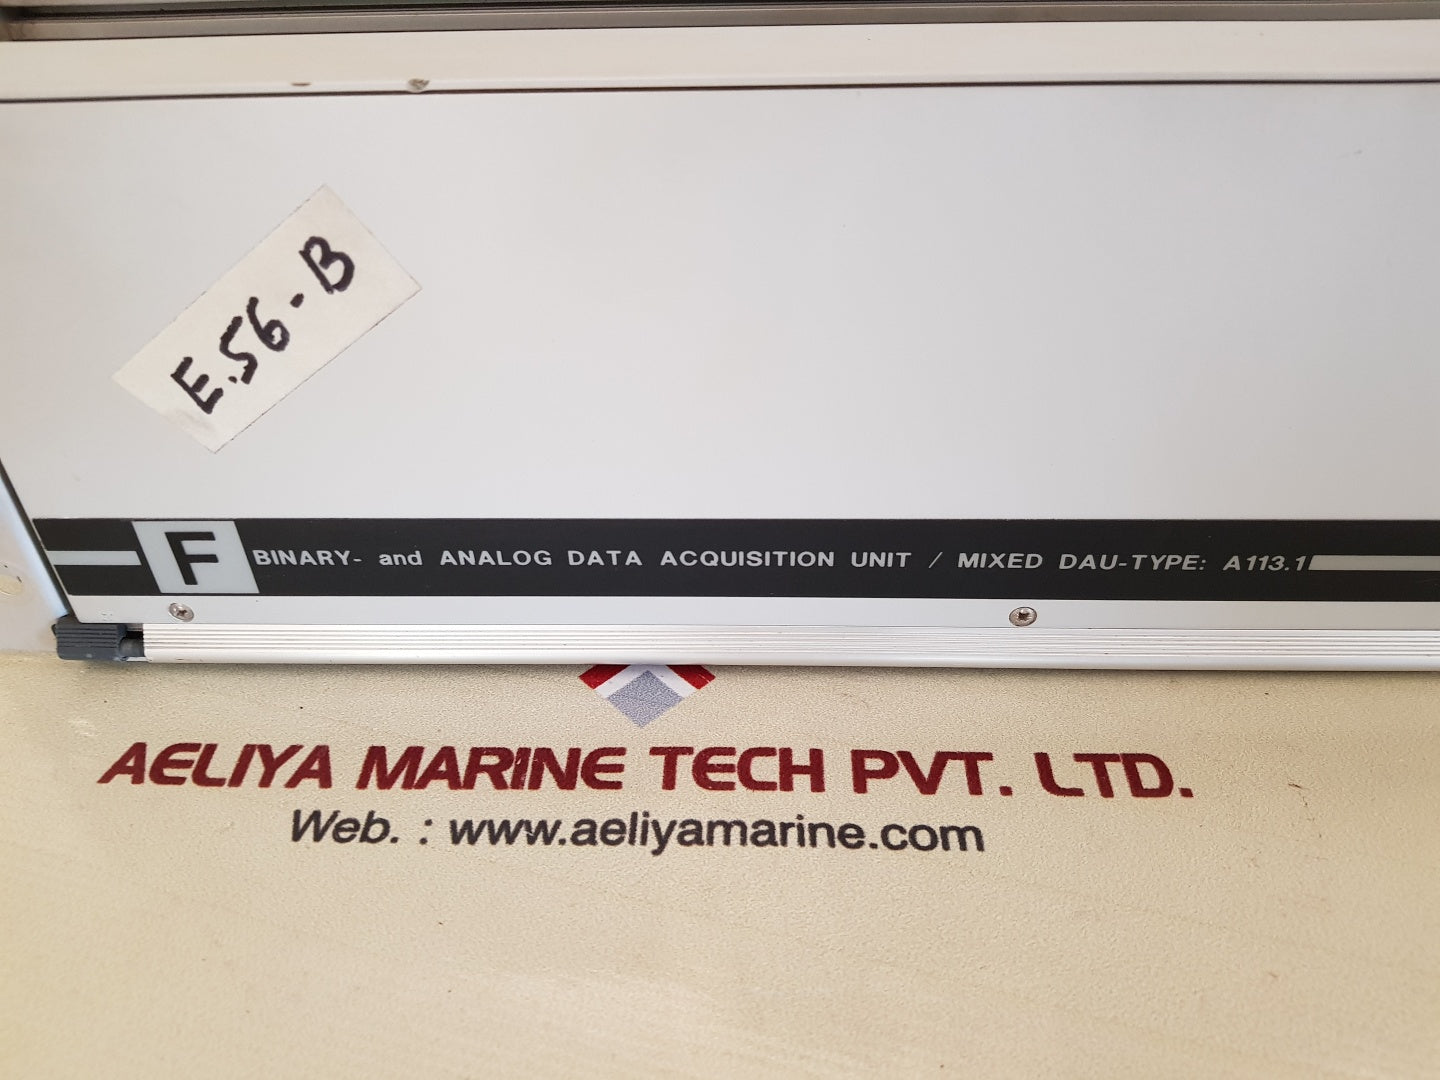 E.56-B
F BINARY- and ANALOG DATA ACQUISITION UNIT / MIXED DAU-TYPE: A113.1
AELIYA MARINE TECH PVT. LTD.
Web. : www.aeliyamarine.com